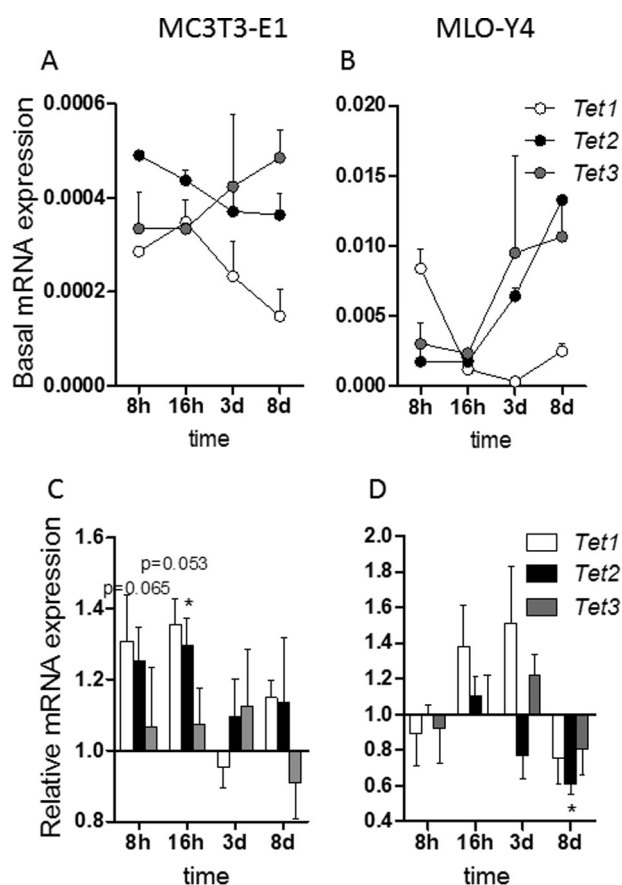 MC3T3-E1
MLO-Y4
A
B
Basal mRNA expression
0.0006
0.0004
0.0002
0.0000
8h 16h 3d 8d
time
0.020
0.015
0.010
0.005
0.000
8h 16h 3d 8d
time
Tet1
Tet2
Tet3
C
D
Relative mRNA expression
1.6
1.4
1.2
1.0
0.8
p=0.053
p=0.065
*
8h 16h 3d 8d
time
2.0
1.8
1.6
1.4
1.2
1.0
0.8
0.6
0.4
Tet1
Tet2
Tet3
*
8h 16h 3d 8d
time